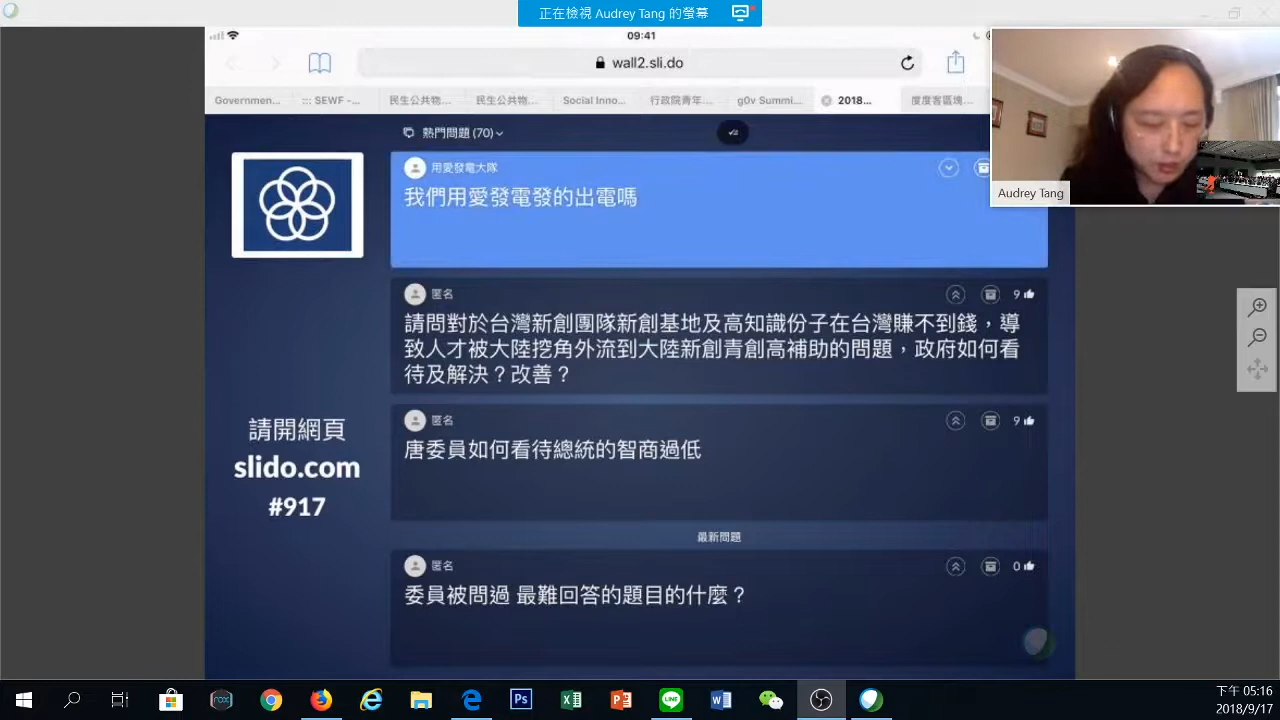 正在檢視 Audrey Tang 的螢幕
09:41
wall2.sli.do
Governmen...
::: SEWF -...
民生公共物...
民生公共物...
Social Inno...
行政院青年...
g0v Summi...
2018...
度度客區塊...
熱門問題 (70)
用愛發電大隊
我們用愛發電發的出電嗎
Audrey Tang
匿名
9
請問對於台灣新創團隊新創基地及高知識份子在台灣賺不到錢，導
致人才被大陸挖角外流到大陸新創青創高補助的問題，政府如何看
待及解決？改善？
匿名
9
唐委員如何看待總統的智商過低
請開網頁
slido.com
#917
最新問題
匿名
0
委員被問過 最難回答的題目的什麼？
下午 05:16
2018/9/17